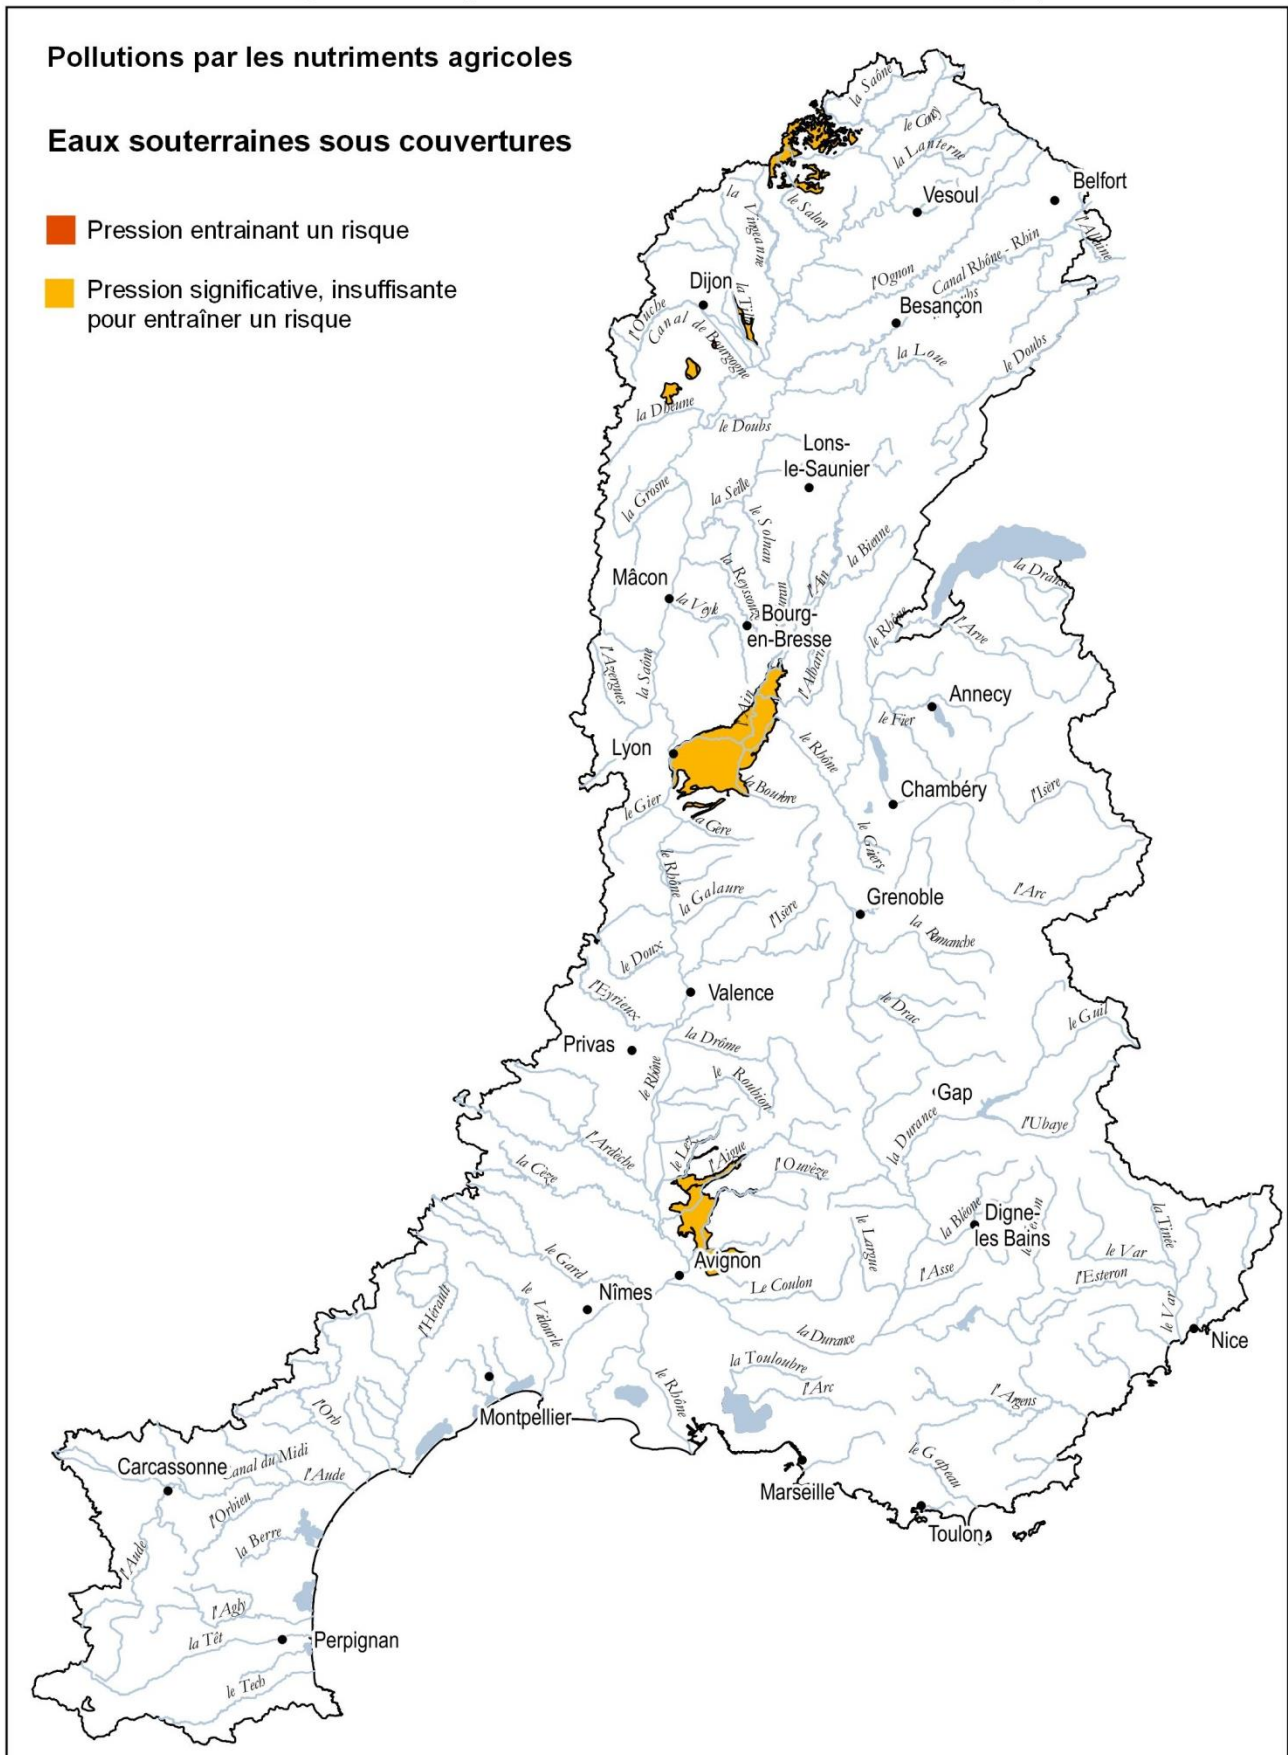 Pollutions par les nutriments agricoles
Eaux souterraines sous couvertures
Pression entrainant un risque
Pression significative, insuffisante
pour entraîner un risque
la Saône
le Coney
la Lanterne
Vesoul
Belfort
la Vingeanne
le Salon
l'Allaine
l'Ognon
Canal Rhône - Rhin
Dijon
Besançon
l'Ouche
Canal de Bourgogne
la Loue
le Doubs
la Dheune
le Doubs
Lons-
le-Saunier
la Grosne
la Seille
le Solnan
la Bienne
la Dranse
Mâcon
la Veyle
la Reyssouze
l'Ain
Bourg-
en-Bresse
le Rhône
l'Arve
l'Azergues
la Saône
l'Ain
Annecy
le Fier
Lyon
le Rhône
Chambéry
l'Isère
la Bourbre
le Gier
la Gère
le Guiers
le Rhône
la Galaure
l'Isère
Grenoble
l'Arc
la Romanche
le Doux
l'Eyrieux
Valence
le Drac
le Guil
Privas
la Drôme
le Rhône
le Roubion
Gap
la Durance
l'Ubaye
l'Ardèche
le Lez
l'Aigue
l'Ouvèze
la Cèze
la Bléone
Digne-
les Bains
la Tinée
le Largue
le Gard
Avignon
l'Asse
le Var
l'Esteron
Le Coulon
Nîmes
l'Hérault
le Vidourle
la Durance
le Var
Nice
la Touloubre
l'Arc
le Rhône
l'Argens
l'Orb
Montpellier
le Gapeau
Carcassonne
Canal du Midi
l'Aude
Marseille
l'Orbieu
Toulon
la Berre
l'Aude
l'Agly
la Têt
Perpignan
le Tech